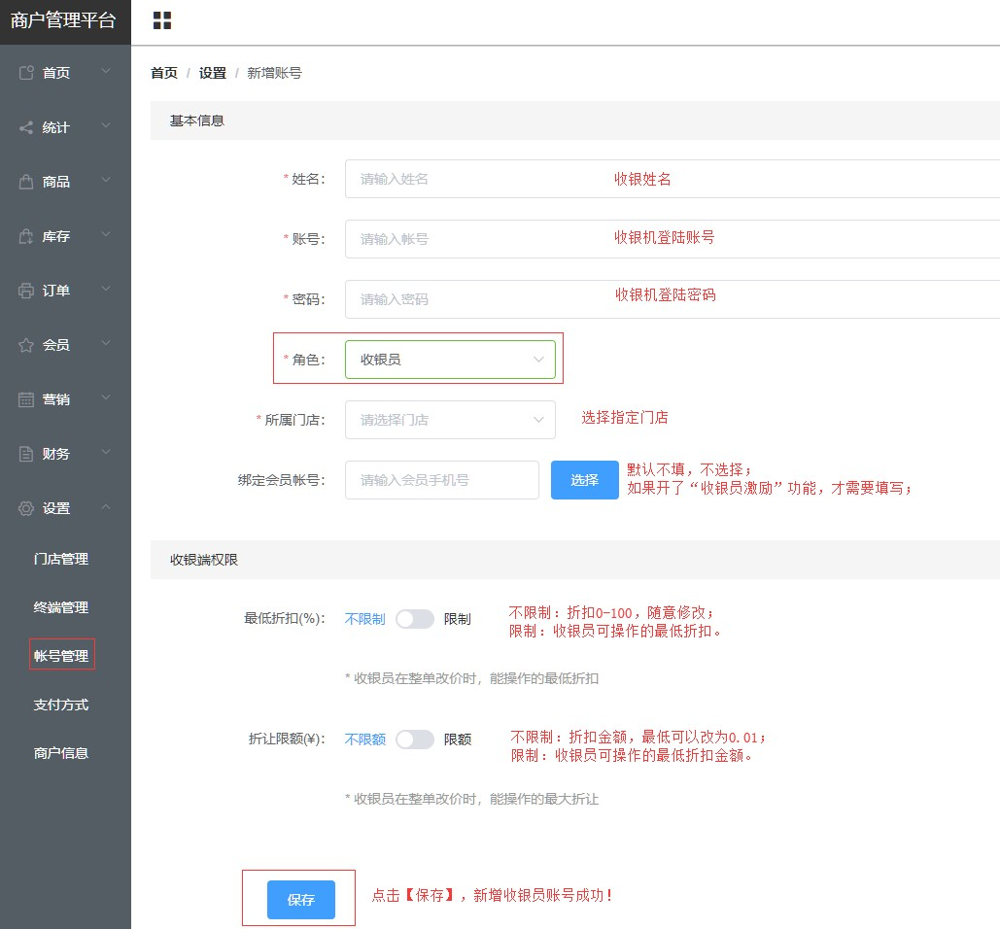 商户管理平台
首页
统计
商品
库存
订单
会员
营销
财务
设置
门店管理
终端管理
帐号管理
支付方式
商户信息
首页 / 设置 / 新增账号
基本信息
*姓名： 请输入姓名 收银姓名
*账号： 请输入帐号 收银机登陆账号
*密码： 请输入密码 收银机登陆密码
*角色： 收银员
*所属门店： 请选择门店 选择指定门店
绑定会员帐号： 请输入会员手机号 选择 默认不填，不选择；
如果开了“收银员激励”功能，才需要填写；
收银端权限
最低折扣(%)： 不限制 限制 不限制：折扣0-100，随意修改；
限制：收银员可操作的最低折扣。
* 收银员在整单改价时，能操作的最低折扣
折让限额(¥)： 不限额 限额 不限制：折扣金额，最低可以改为0.01；
限制：收银员可操作的最低折扣金额。
* 收银员在整单改价时，能操作的最大折让
保存 点击【保存】，新增收银员账号成功！